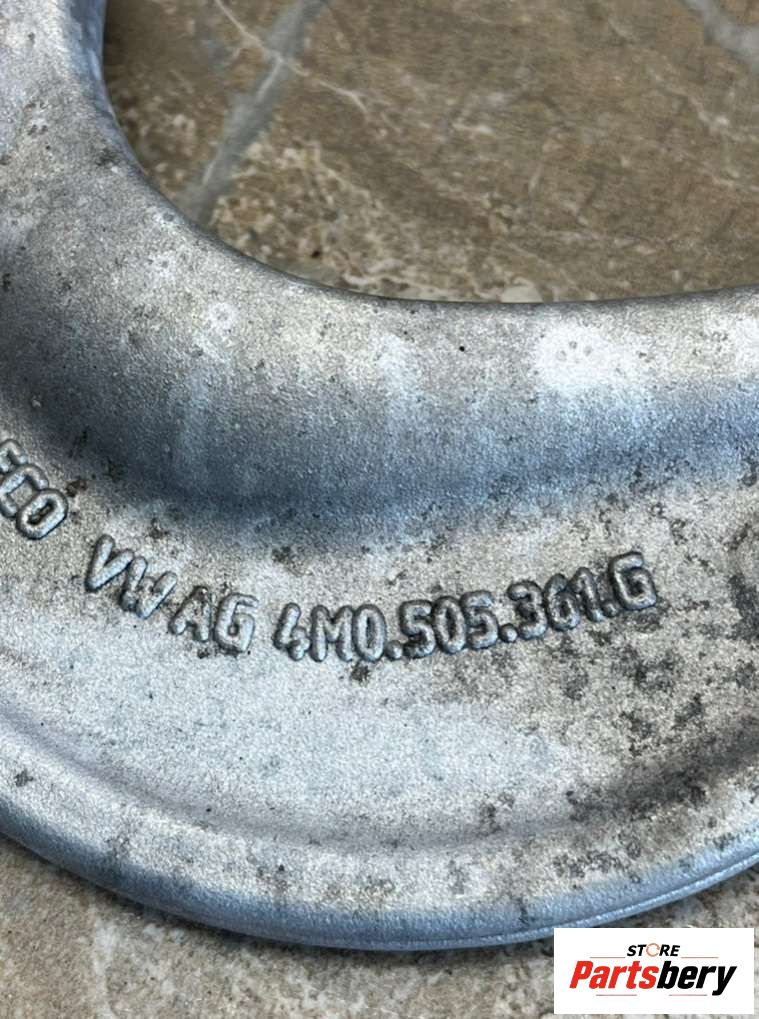 VW AG 4M0.505.361.G
STORE
Partsbery